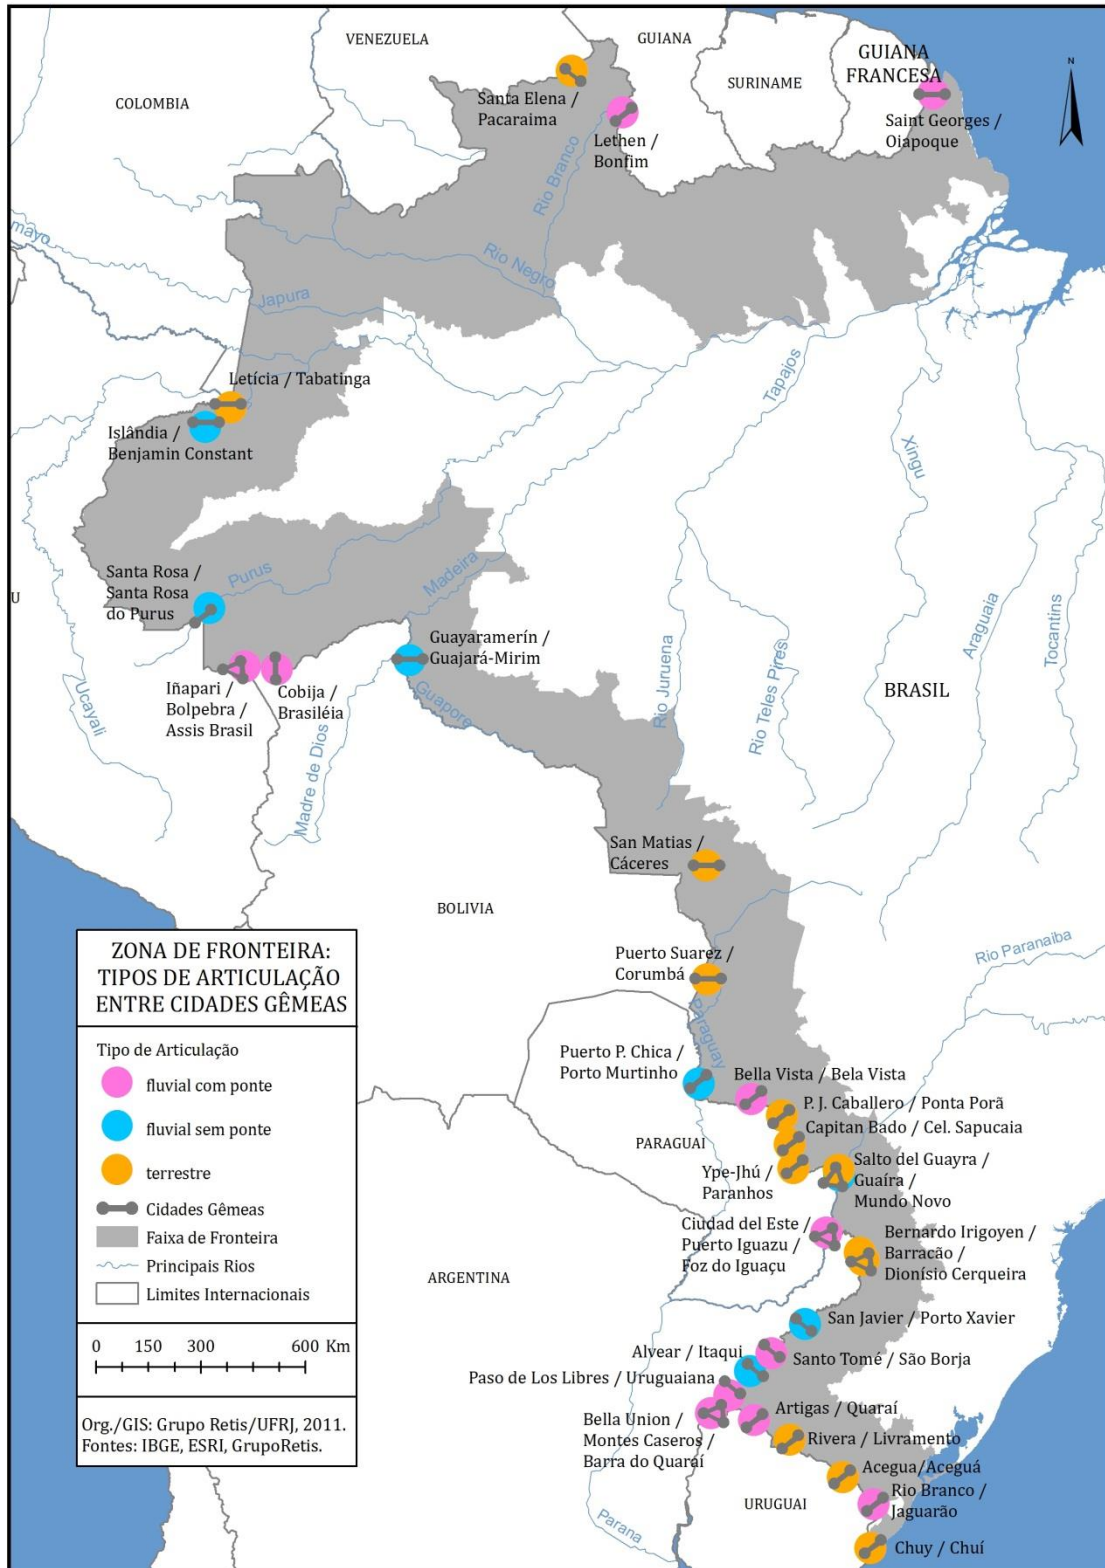 VENEZUELA
GUIANA
GUIANA
FRANCESA
SURINAME
COLOMBIA
N
Santa Elena /
Pacaraima
Lethen /
Bonfim
Saint Georges /
Oiapoque
Rio Branco
mayo
Rio Negro
Japura
Tapajos
Letícia / Tabatinga
Islândia /
Benjamin Constant
Xingu
Araguaia
Tocantins
Santa Rosa /
Santa Rosa
do Purus
Purus
Madeira
U
Guayaramerín /
Guajará-Mirim
Ucayali
Iñapari /
Bolpebra /
Assis Brasil
Cobija /
Brasiléia
Guapore
Madre de Dios
Rio Juruena
Rio Teles Pires
BRASIL
San Matias /
Cáceres
BOLIVIA
Puerto Suarez /
Corumbá
Rio Paranaiba
Paraguay
Puerto P. Chica /
Porto Murtinho
Bella Vista / Bela Vista
P. J. Caballero / Ponta Porã
Capitan Bado / Cel. Sapucaia
PARAGUAI
Ype-Jhú /
Paranhos
Salto del Guayra /
Guaíra /
Mundo Novo
Ciudad del Este /
Puerto Iguazu /
Foz do Iguaçu
Bernardo Irigoyen /
Barracão /
Dionísio Cerqueira
ARGENTINA
San Javier / Porto Xavier
Alvear / Itaqui
Santo Tomé / São Borja
Paso de Los Libres / Uruguaiana
Bella Union /
Montes Caseros /
Barra do Quaraí
Artigas / Quaraí
Rivera / Livramento
Acegua/Aceguá
Rio Branco /
Jaguarão
URUGUAI
Parana
Chuy / Chuí
ZONA DE FRONTEIRA:
TIPOS DE ARTICULAÇÃO
ENTRE CIDADES GÊMEAS
Tipo de Articulação
fluvial com ponte
fluvial sem ponte
terrestre
Cidades Gêmeas
Faixa de Fronteira
Principais Rios
Limites Internacionais
0 150 300 600 Km
Org./GIS: Grupo Retis/UFRJ, 2011.
Fontes: IBGE, ESRI, GrupoRetis.